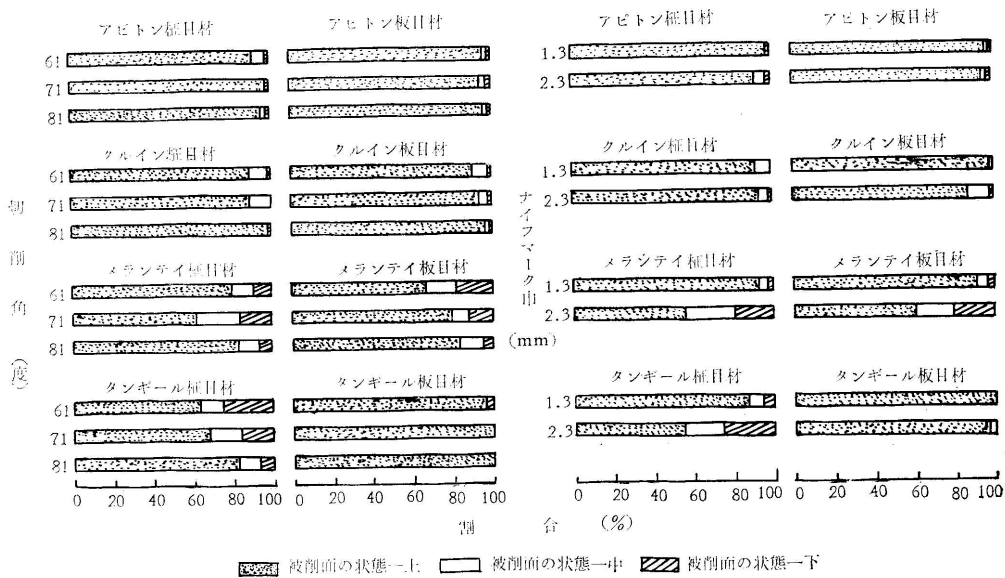 アピトン柾目材
61
71
81
アピトン板目材
クルイン柾目材
61
71
81
クルイン板目材
メランテイ柾目材
61
71
81
メランテイ板目材
タンギール柾目材
61
71
81
タンギール板目材
削
角
(度)
0 20 40 60 80 100
0 20 40 60 80 100
アピトン柾目材
1.3
2.3
アピトン板目材
クルイン柾目材
1.3
2.3
クルイン板目材
メランテイ柾目材
1.3
2.3
メランテイ板目材
タンギール柾目材
1.3
2.3
タンギール板目材
ナイフマーク巾
(mm)
0 20 40 60 80 100
0 20 40 60 80 100
割合 (%)
被削面の状態―上 被削面の状態―中 被削面の状態―下